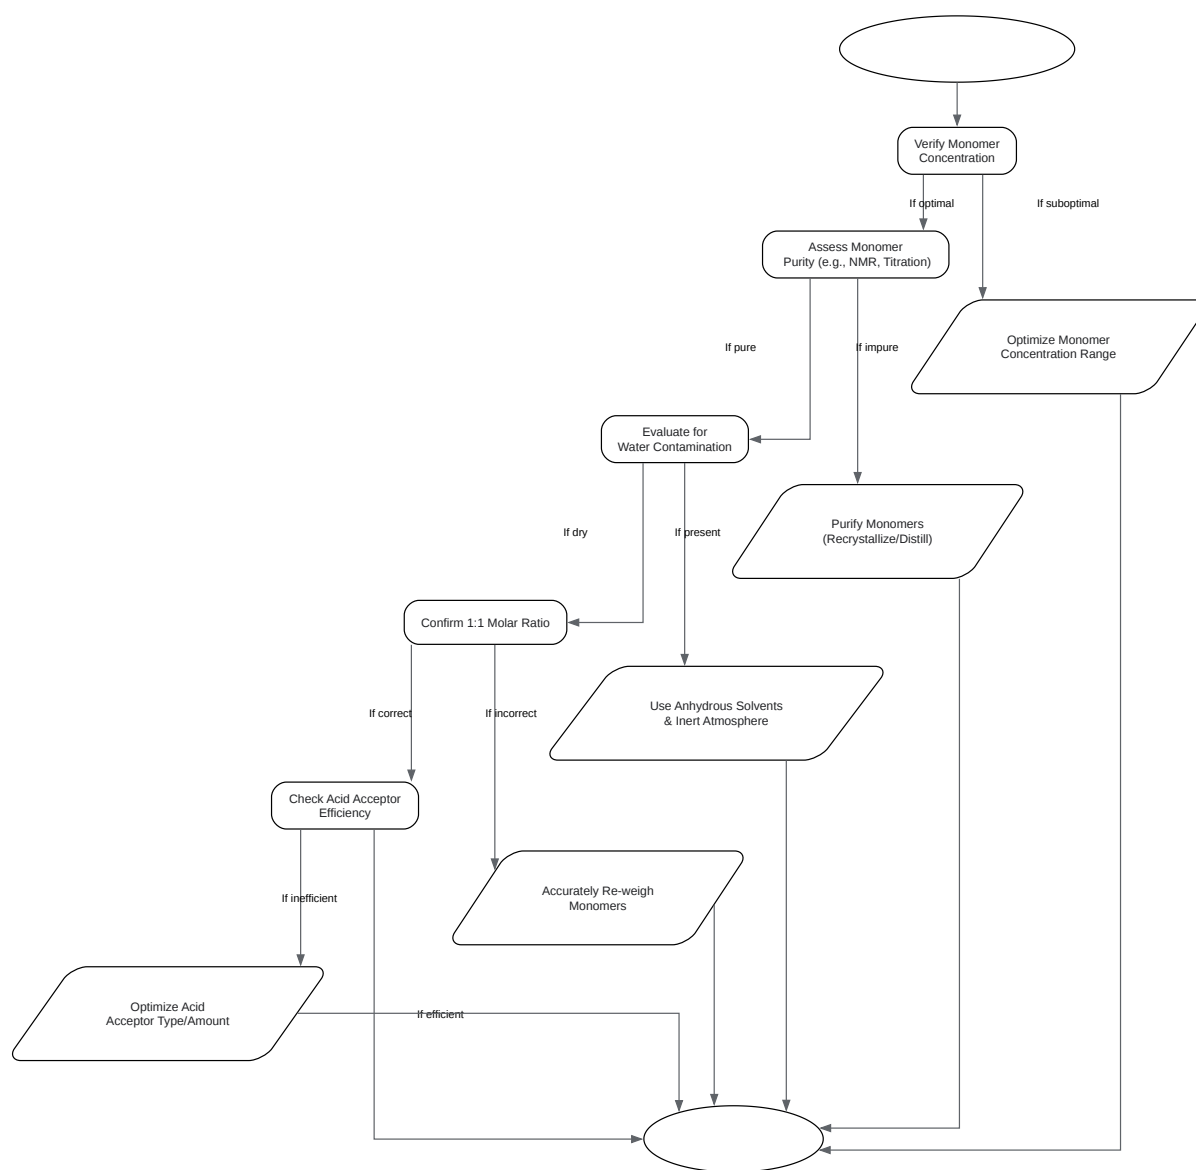 Verify Monomer
Concentration
If optimal
If suboptimal
Assess Monomer
Purity (e.g., NMR, Titration)
Optimize Monomer
Concentration Range
If pure
If impure
Evaluate for
Water Contamination
Purify Monomers
(Recrystallize/Distill)
If dry
If present
Confirm 1:1 Molar Ratio
Use Anhydrous Solvents
& Inert Atmosphere
If correct
If incorrect
Check Acid Acceptor
Efficiency
Accurately Re-weigh
Monomers
If inefficient
Optimize Acid
Acceptor Type/Amount
If efficient